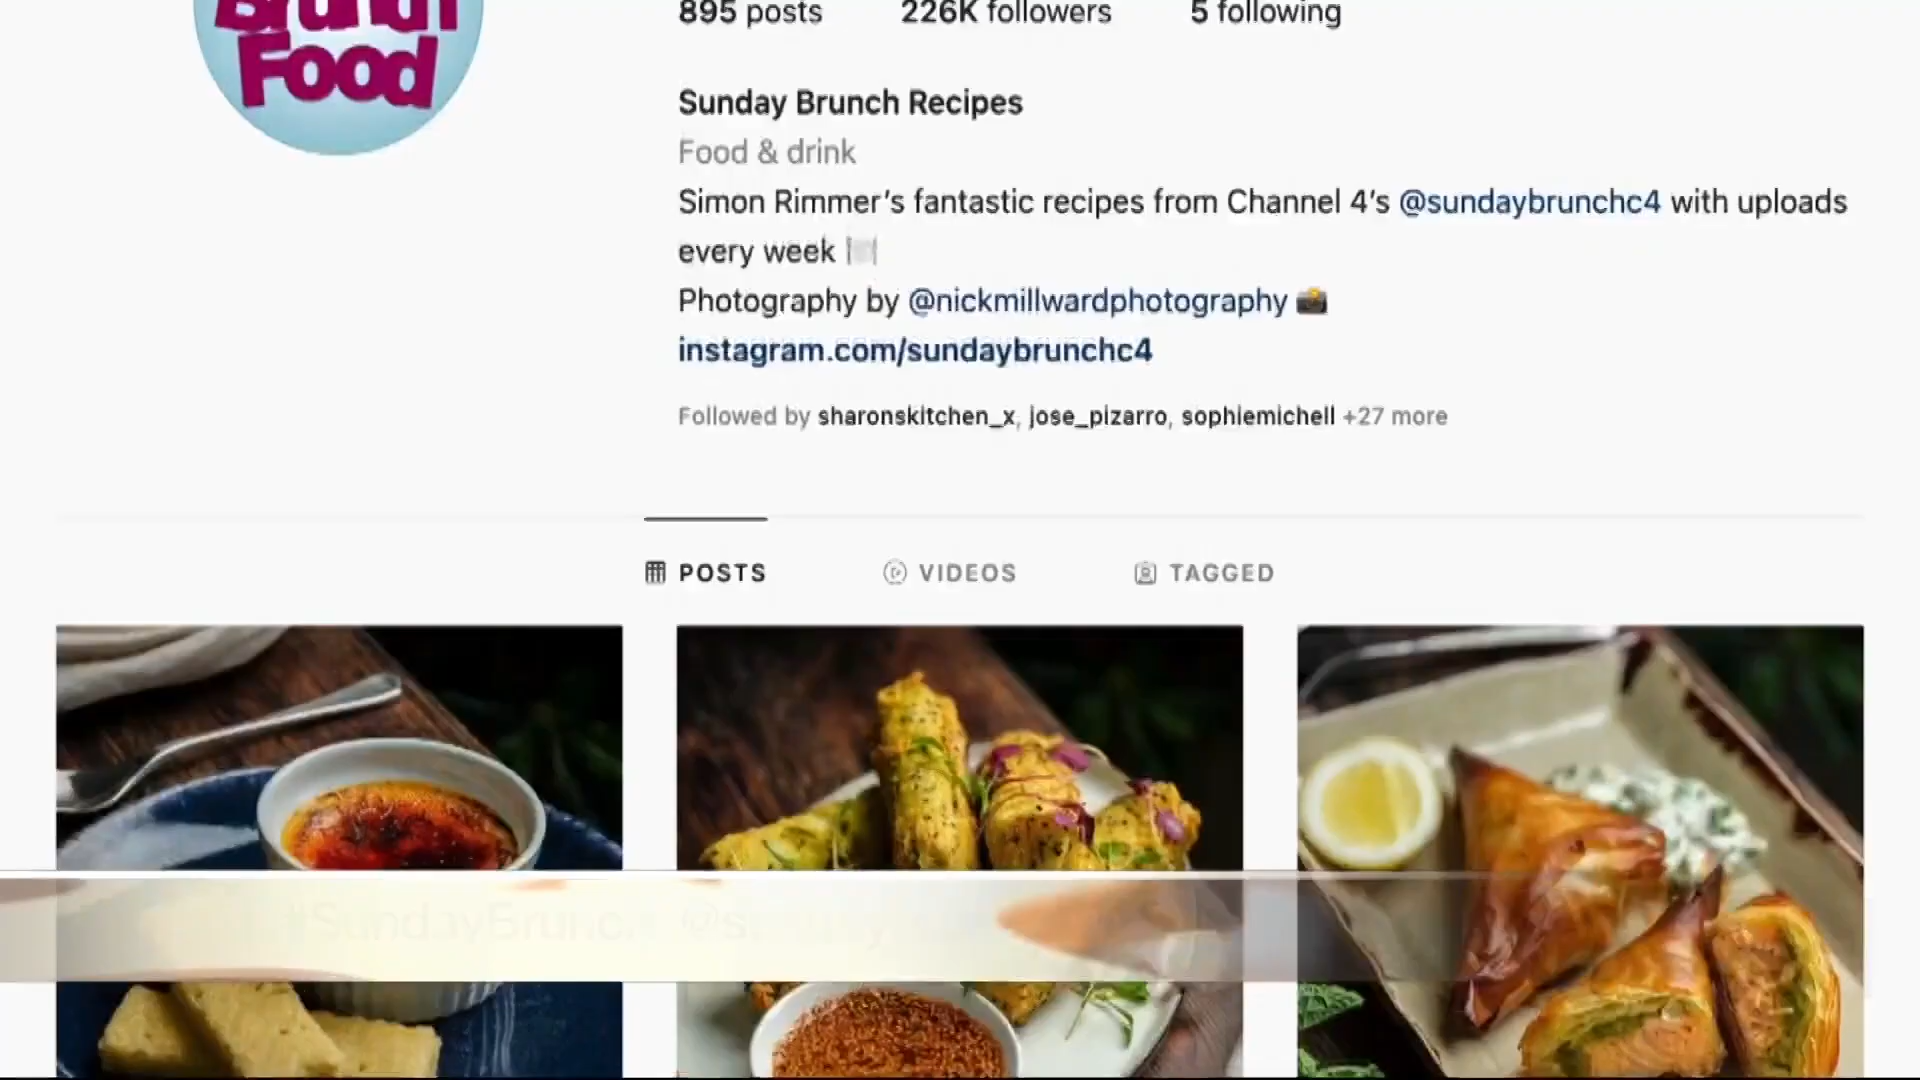 Brunch
Food
895 posts 226K followers 5 following
Sunday Brunch Recipes
Food & drink
Simon Rimmer’s fantastic recipes from Channel 4’s @sundaybrunchc4 with uploads
every week 🍽
Photography by @nickmillwardphotography 📸
instagram.com/sundaybrunchc4
Followed by sharonskitchen_x, jose_pizarro, sophiemichell +27 more
POSTS VIDEOS TAGGED
#SundayBrunch